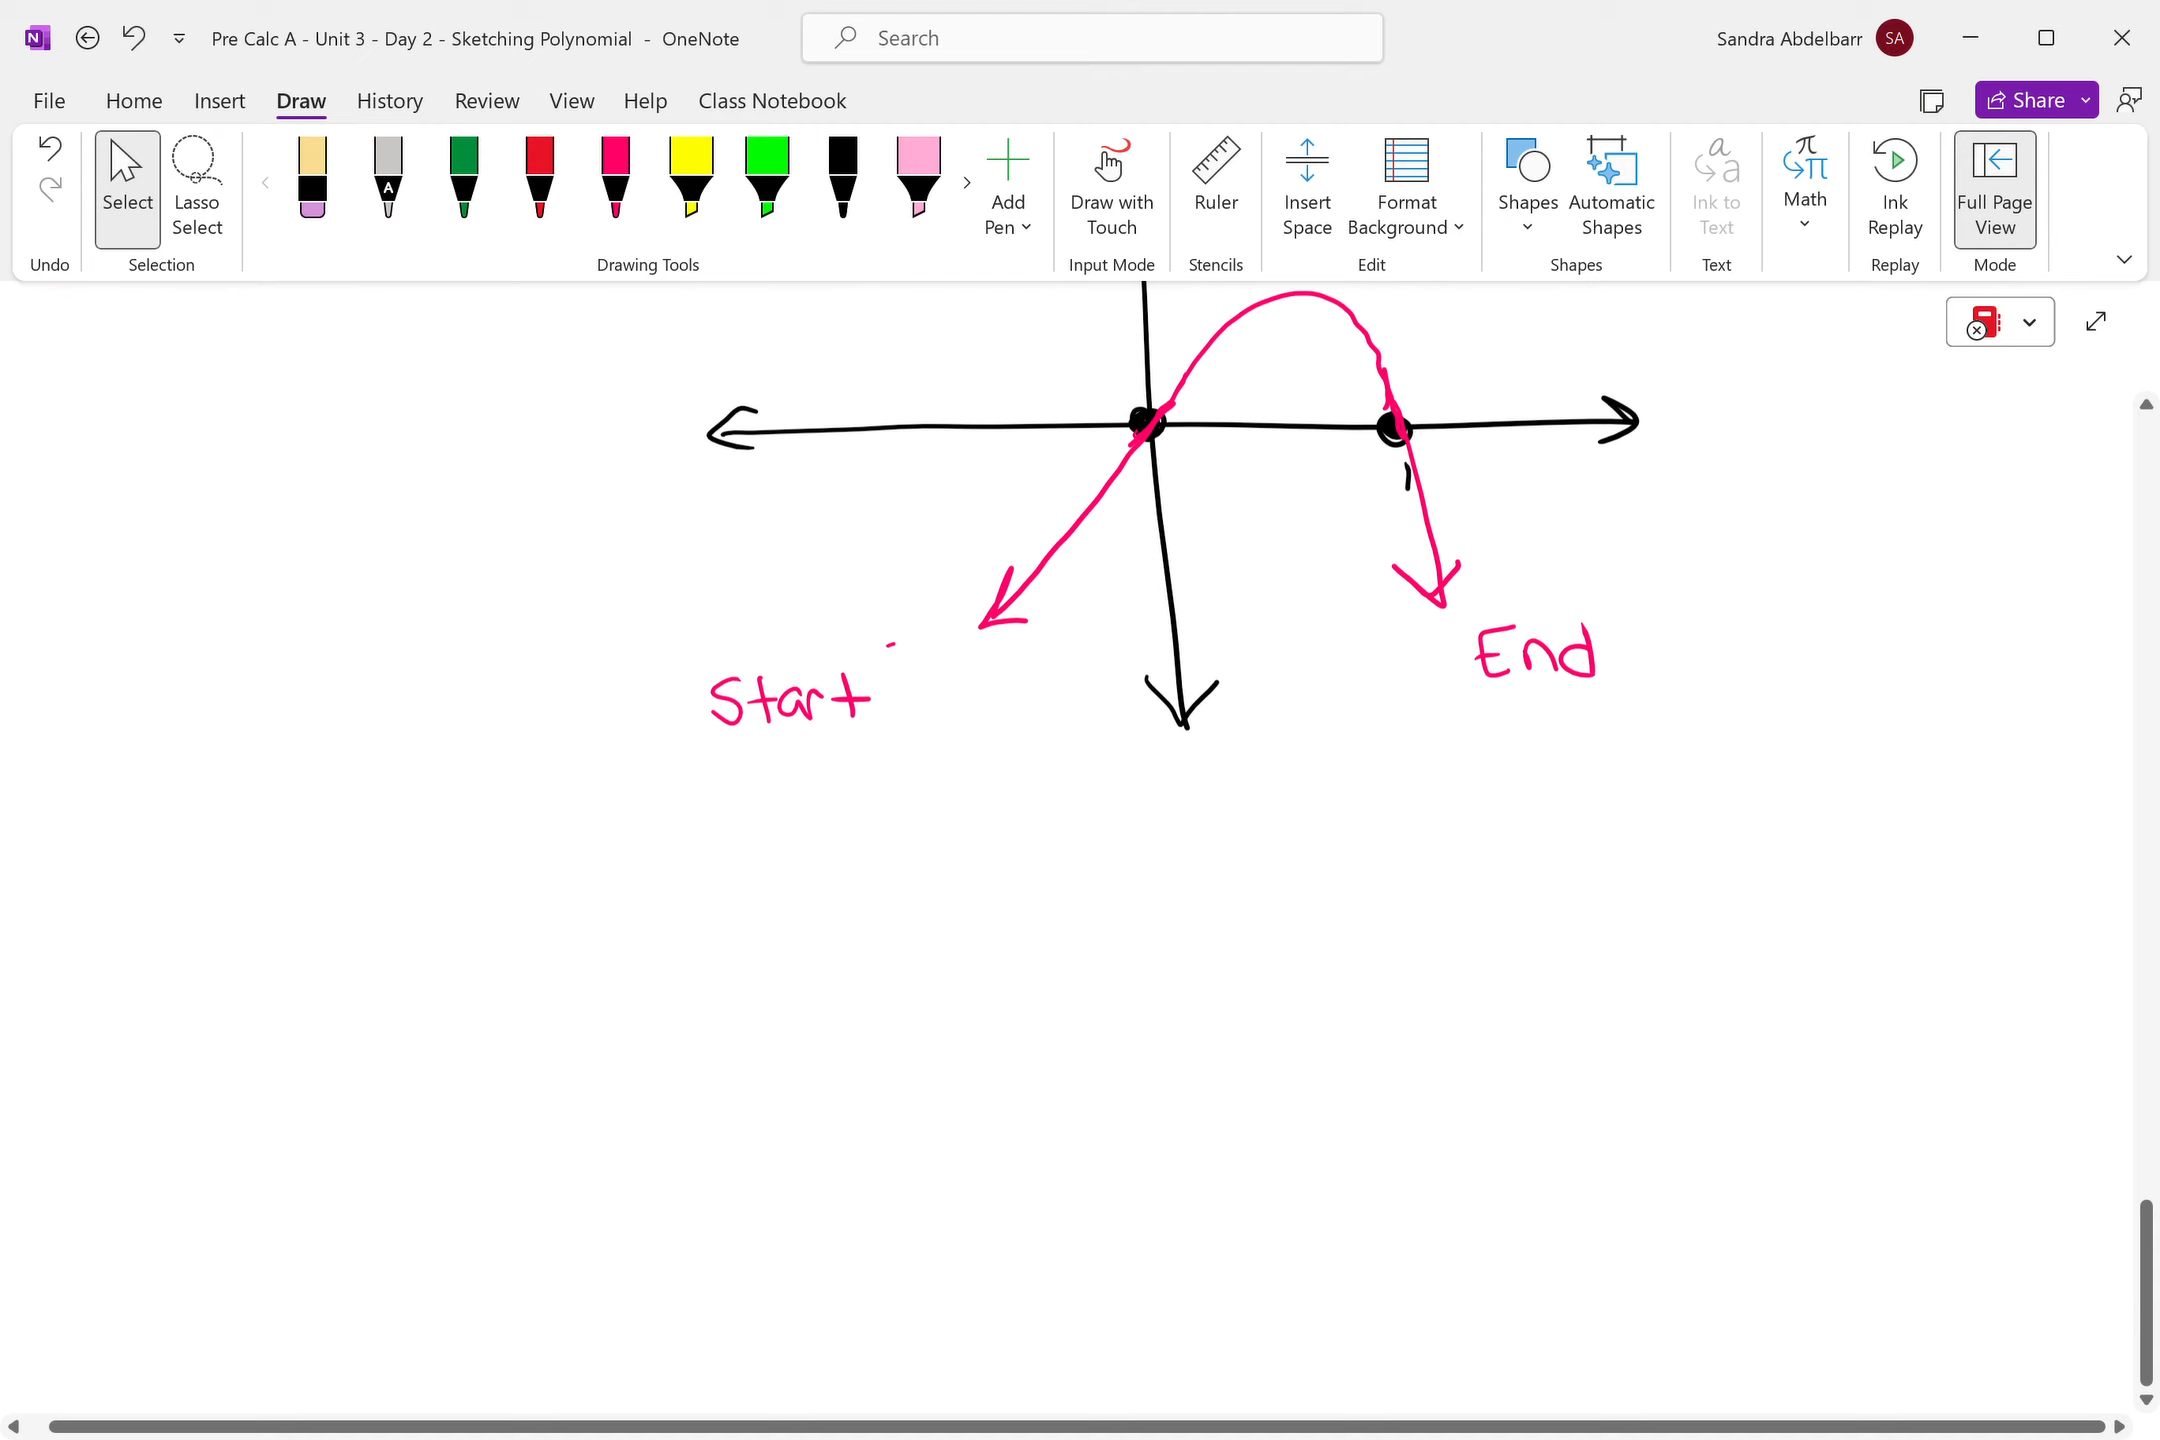 Pre Calc A - Unit 3 - Day 2 - Sketching Polynomial - OneNote
Search
Sandra Abdelbarr SA
File Home Insert Draw History Review View Help Class Notebook
Share
Select
Lasso Select
A
Add Pen
Draw with Touch
Ruler
Insert Space
Format Background
Shapes
Automatic Shapes
Ink to Text
Math
Ink Replay
Full Page View
Undo Selection Drawing Tools Input Mode Stencils Edit Shapes Text Replay Mode
1
End
Start